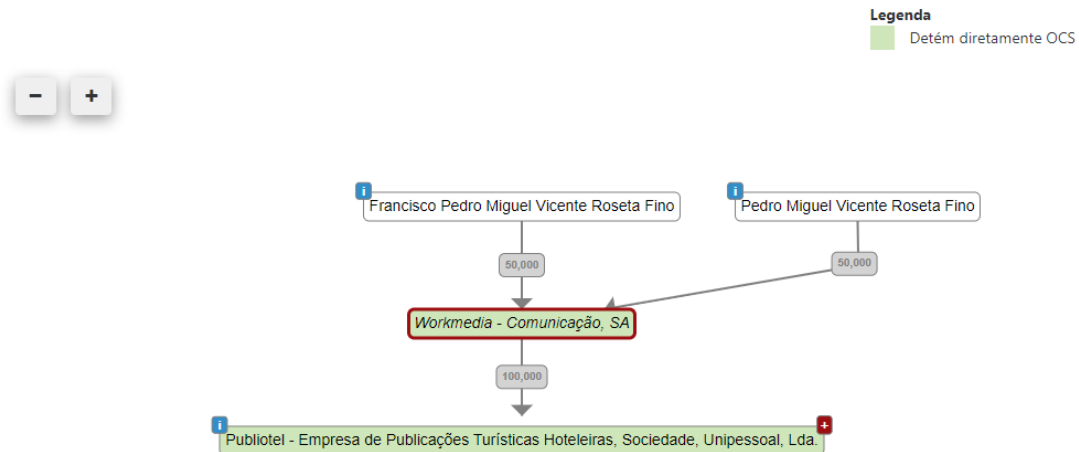 Legenda
Detém diretamente OCS
− +
i i
Francisco Pedro Miguel Vicente Roseta Fino
Pedro Miguel Vicente Roseta Fino
50,000
50,000
Workmedia - Comunicação, SA
100,000
i +
Publiotel - Empresa de Publicações Turísticas Hoteleiras, Sociedade, Unipessoal, Lda.